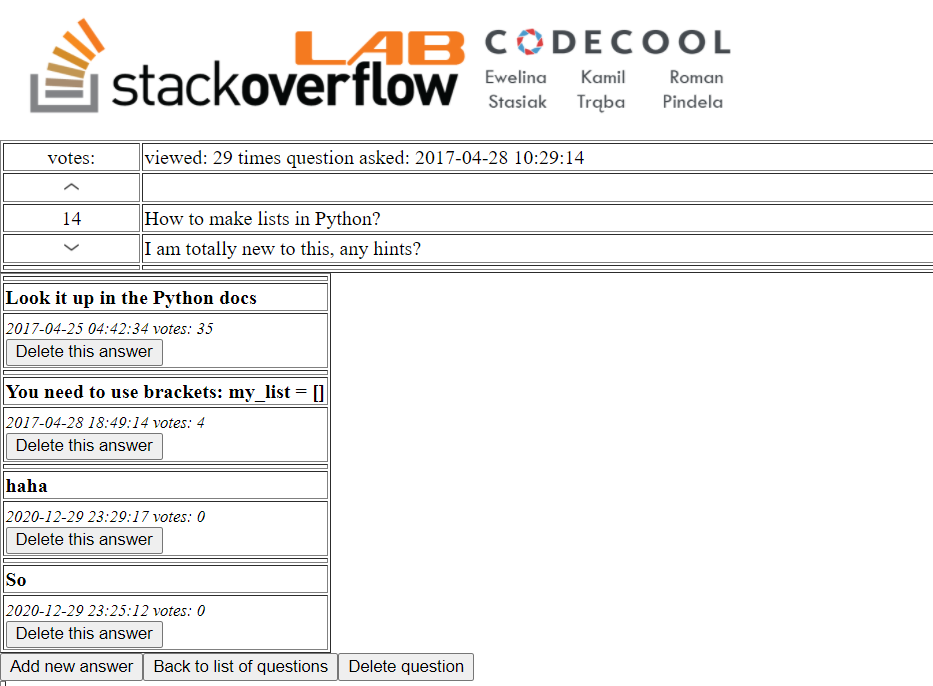 LAB
stackoverflow
CODECOOL
Ewelina Kamil Roman
Stasiak Trąba Pindela
votes: viewed: 29 times question asked: 2017-04-28 10:29:14
14 How to make lists in Python?
I am totally new to this, any hints?
Look it up in the Python docs
2017-04-25 04:42:34 votes: 35
Delete this answer
You need to use brackets: my_list = []
2017-04-28 18:49:14 votes: 4
Delete this answer
haha
2020-12-29 23:29:17 votes: 0
Delete this answer
So
2020-12-29 23:25:12 votes: 0
Delete this answer
Add new answer Back to list of questions Delete question